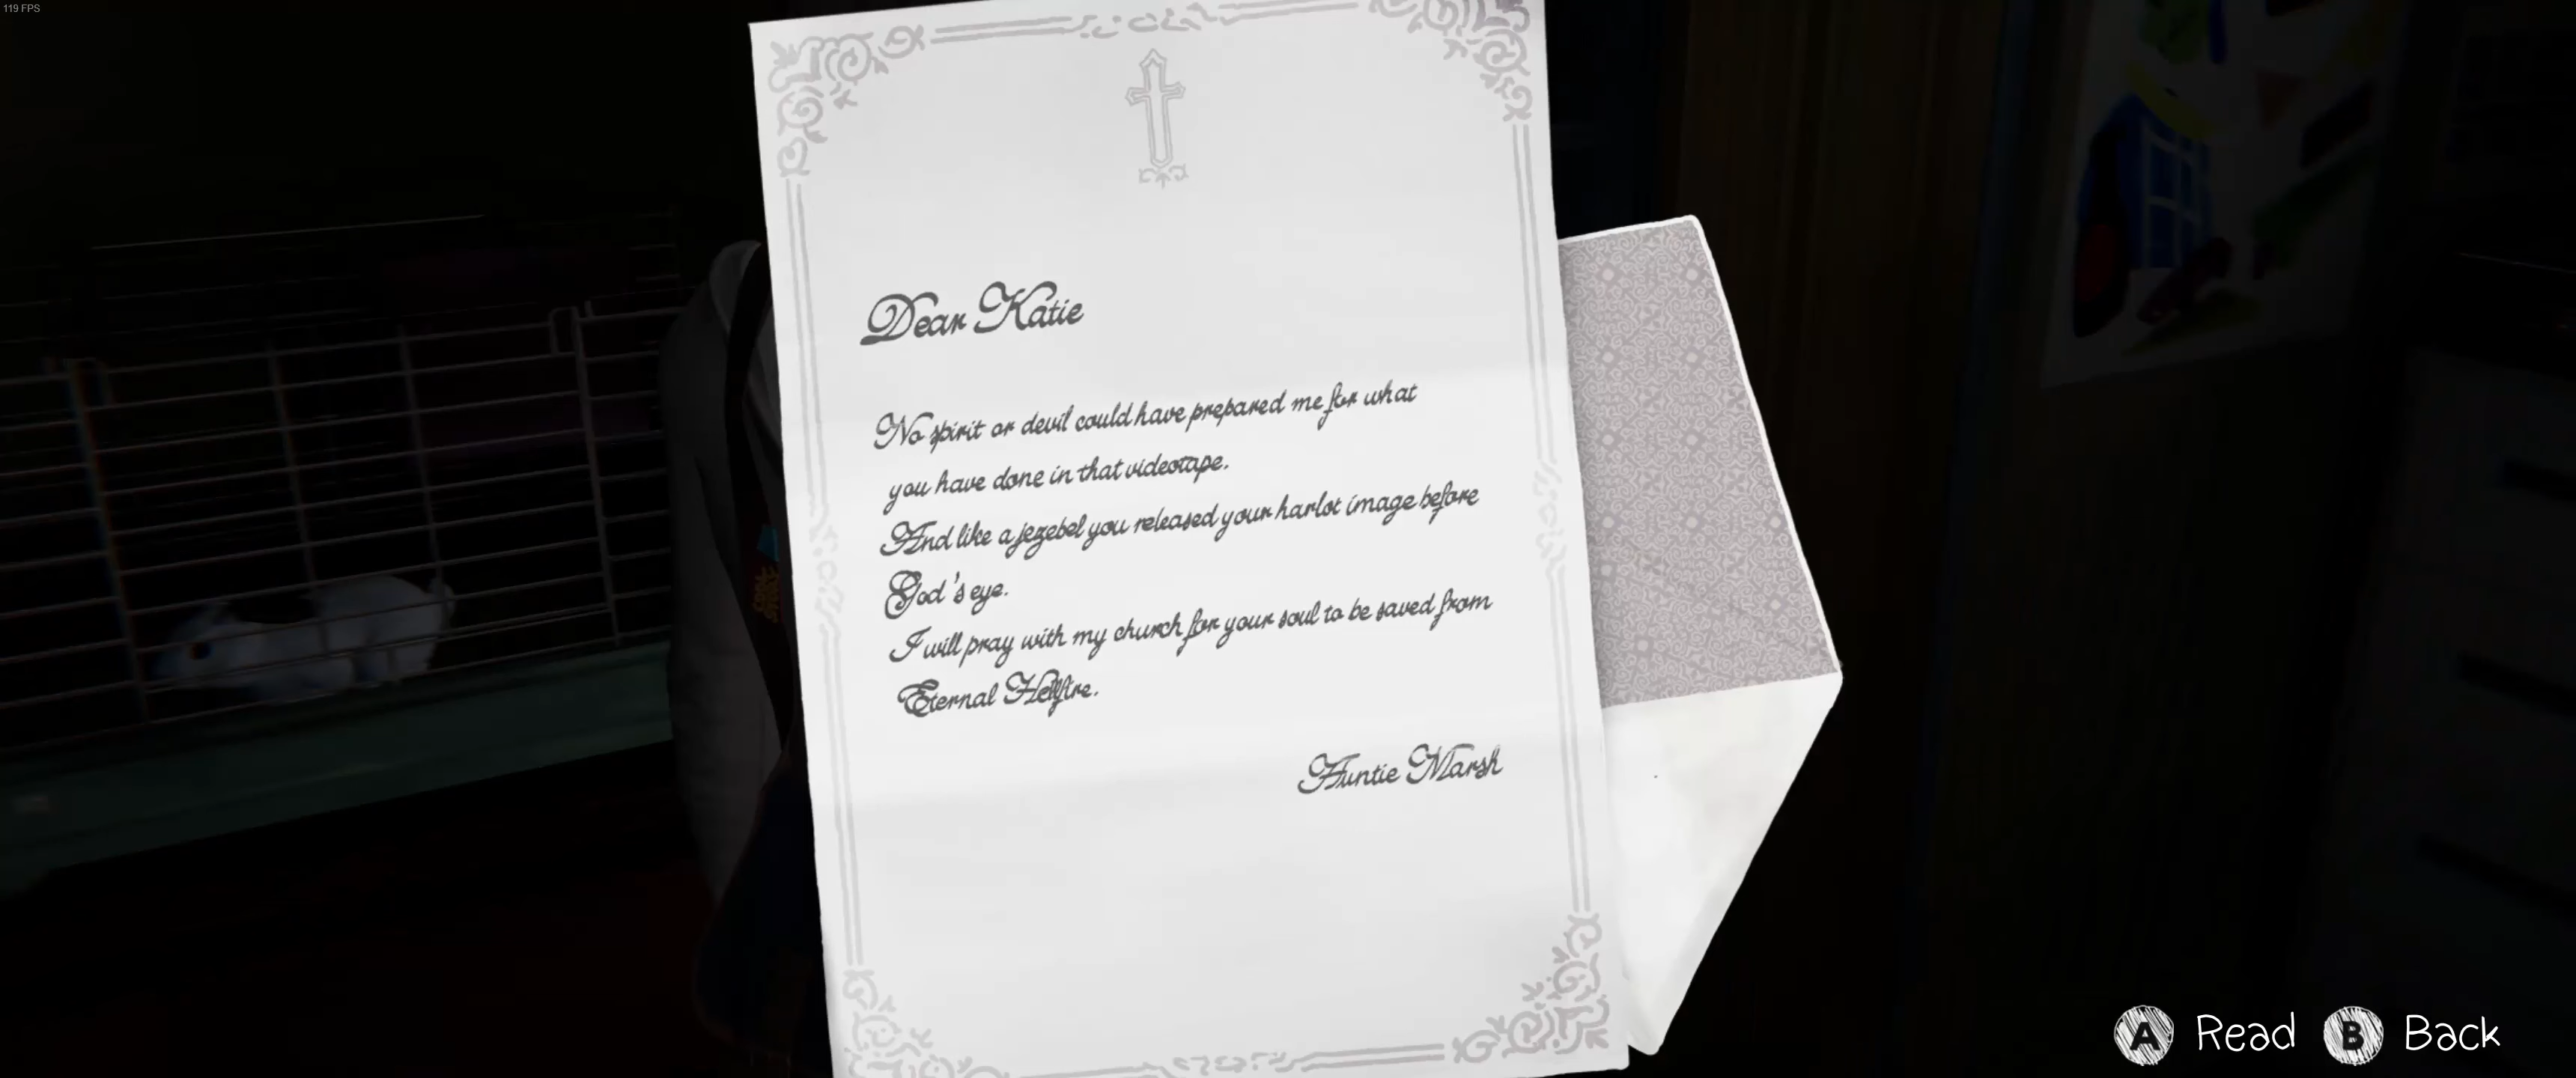 119 FPS
Dear Katie
No spirit or devil could have prepared me for what
you have done in that videotape.
And like a jezebel you released your harlot image before
God's eye.
I will pray with my church for your soul to be saved from
Eternal Hellfire.
Auntie Marsh
A Read B Back